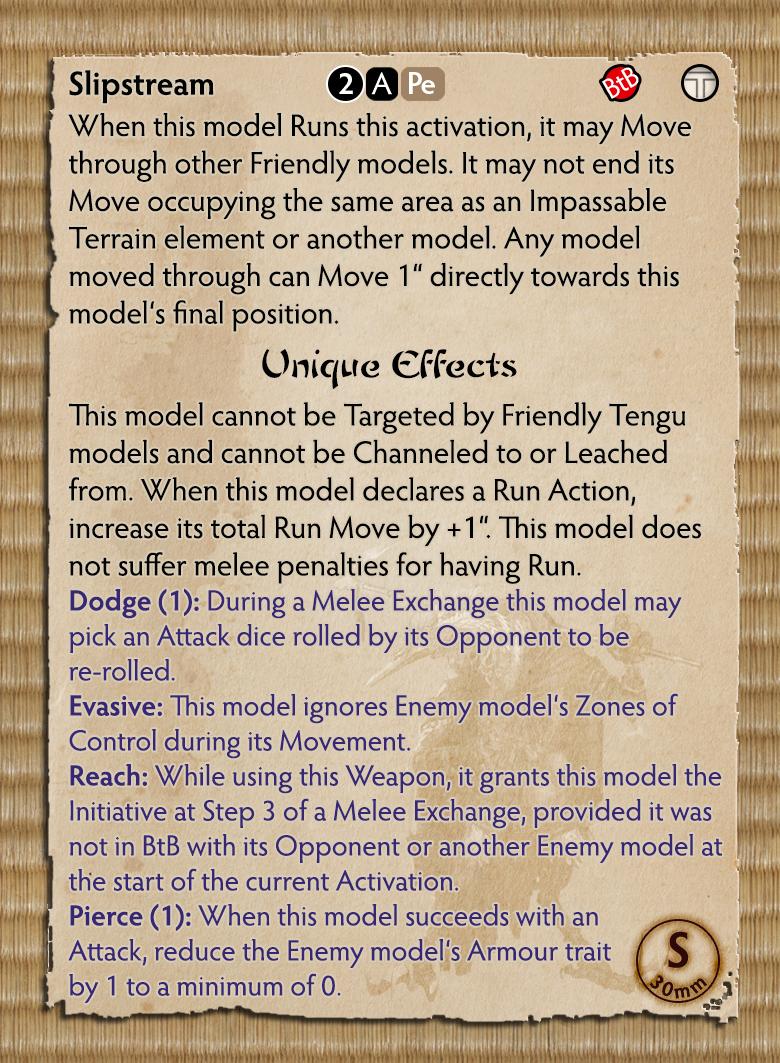 Slipstream 2 A Pe BtB T
When this model Runs this activation, it may Move
through other Friendly models. It may not end its
Move occupying the same area as an Impassable
Terrain element or another model. Any model
moved through can Move 1“ directly towards this
model‘s final position.
Unique Effects
This model cannot be Targeted by Friendly Tengu
models and cannot be Channeled to or Leached
from. When this model declares a Run Action,
increase its total Run Move by +1“. This model does
not suffer melee penalties for having Run.
Dodge (1): During a Melee Exchange this model may
pick an Attack dice rolled by its Opponent to be
re-rolled.
Evasive: This model ignores Enemy model‘s Zones of
Control during its Movement.
Reach: While using this Weapon, it grants this model the
Initiative at Step 3 of a Melee Exchange, provided it was
not in BtB with its Opponent or another Enemy model at
the start of the current Activation.
Pierce (1): When this model succeeds with an
Attack, reduce the Enemy model‘s Armour trait
by 1 to a minimum of 0.
S
30mm